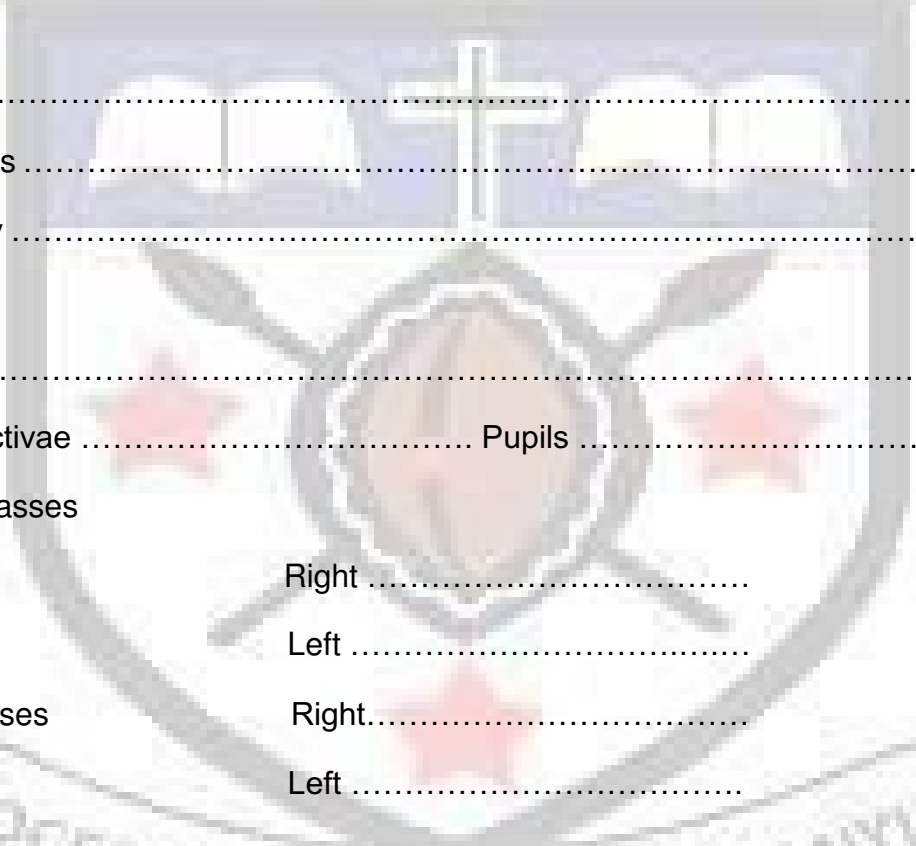 ....................................................................................
s ................................................................................
y .................................................................................
....................................................................................
ctivae ....................................... Pupils ..................................
asses
Right ......................................
Left ........................................
ses Right......................................
Left .......................................